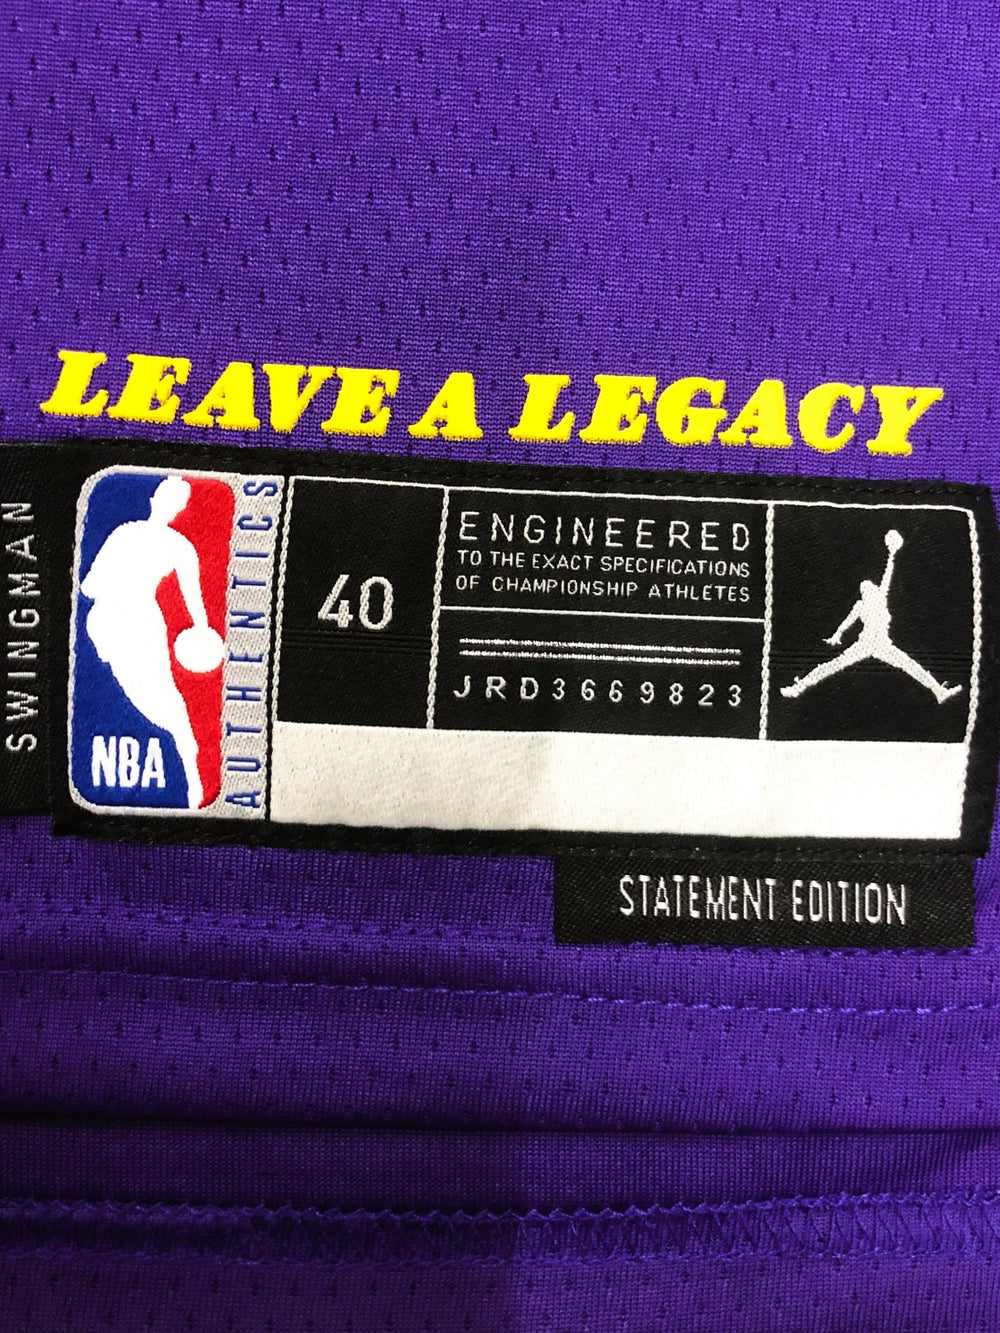 LEAVE A LEGACY
SWINGMAN
NBA
AUTHENTICS
40
ENGINEERED
TO THE EXACT SPECIFICATIONS
OF CHAMPIONSHIP ATHLETES
JRD3669823
STATEMENT EDITION